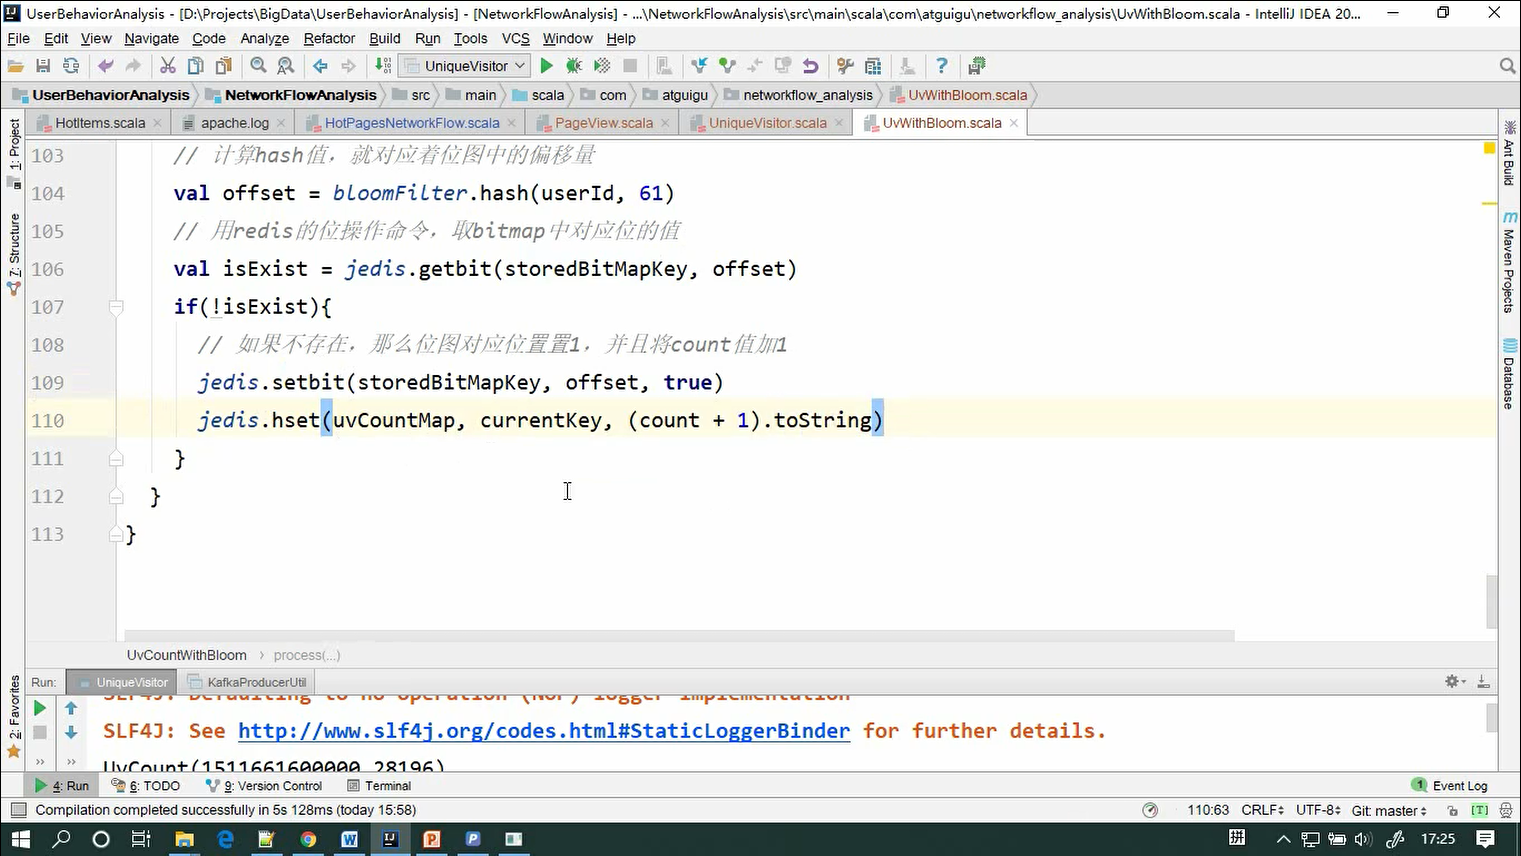 UserBehaviorAnalysis - [D:\Projects\BigData\UserBehaviorAnalysis] - [NetworkFlowAnalysis] - ...\NetworkFlowAnalysis\src\main\scala\com\atguigu\networkflow_analysis\UvWithBloom.scala - IntelliJ IDEA 20...
File Edit View Navigate Code Analyze Refactor Build Run Tools VCS Window Help
UniqueVisitor
UserBehaviorAnalysis NetworkFlowAnalysis src main scala com atguigu networkflow_analysis UvWithBloom.scala
HotItems.scala apache.log HotPagesNetworkFlow.scala PageView.scala UniqueVisitor.scala UvWithBloom.scala
1: Project
7: Structure
2: Favorites
Ant Build
Maven Projects
Database
103 // 计算hash值，就对应着位图中的偏移量
104 val offset = bloomFilter.hash(userId, 61)
105 // 用redis的位操作命令，取bitmap中对应位的值
106 val isExist = jedis.getbit(storedBitMapKey, offset)
107 if(!isExist){
108 // 如果不存在，那么位图对应位置置1，并且将count值加1
109 jedis.setbit(storedBitMapKey, offset, true)
110 jedis.hset(uvCountMap, currentKey, (count + 1).toString)
111 }
112 }
113 }
UvCountWithBloom › process(...)
Run: UniqueVisitor KafkaProducerUtil
SLF4J: Defaulting to no-operation (NOP) logger implementation
SLF4J: See http://www.slf4j.org/codes.html#StaticLoggerBinder for further details.
UvCount(1511661600000,28196)
4: Run 6: TODO 9: Version Control Terminal 1 Event Log
Compilation completed successfully in 5s 128ms (today 15:58) 110:63 CRLF UTF-8 Git: master [T]
17:25